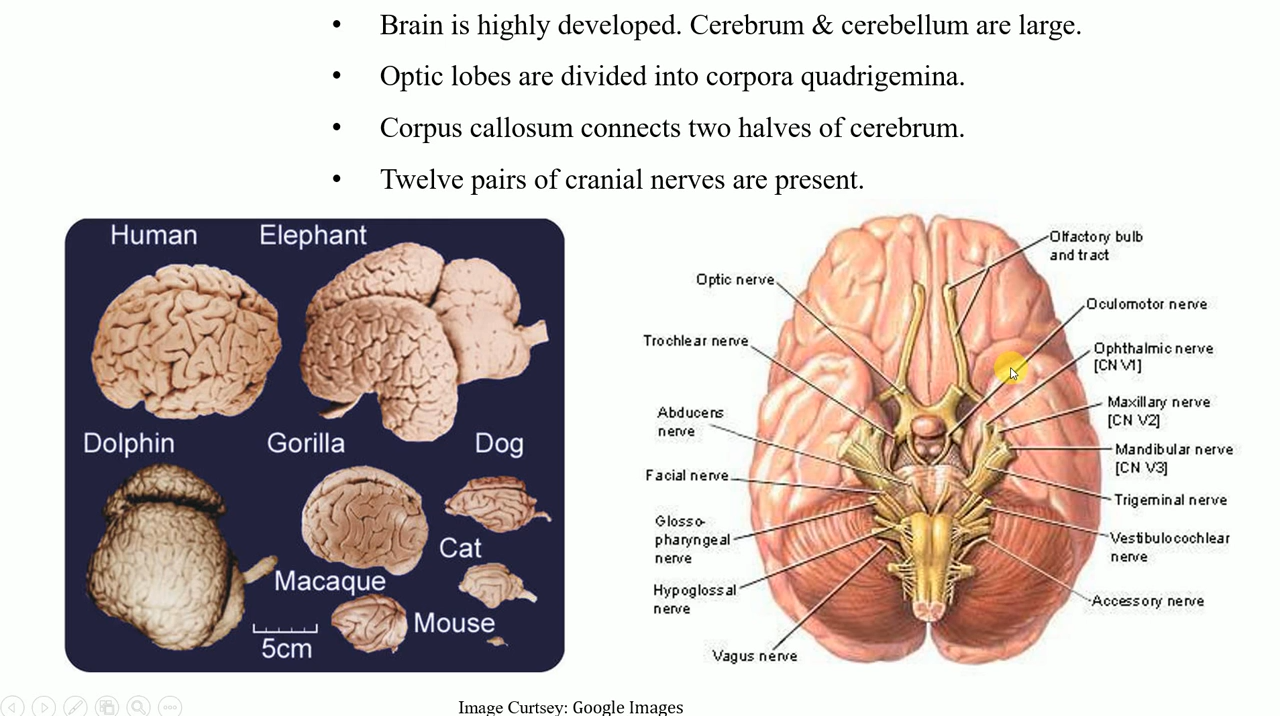 • Brain is highly developed. Cerebrum & cerebellum are large.
• Optic lobes are divided into corpora quadrigemina.
• Corpus callosum connects two halves of cerebrum.
• Twelve pairs of cranial nerves are present.
Human Elephant
Dolphin Gorilla Dog
Cat
Macaque
Mouse
5cm
Olfactory bulb
and tract
Optic nerve
Oculomotor nerve
Trochlear nerve
Ophthalmic nerve
[CN V1]
Maxillary nerve
[CN V2]
Abducens
nerve
Mandibular nerve
[CN V3]
Facial nerve
Trigeminal nerve
Glosso-
pharyngeal
nerve
Vestibulocochlear
nerve
Hypoglossal
nerve
Accessory nerve
Vagus nerve
Image Curtsey: Google Images